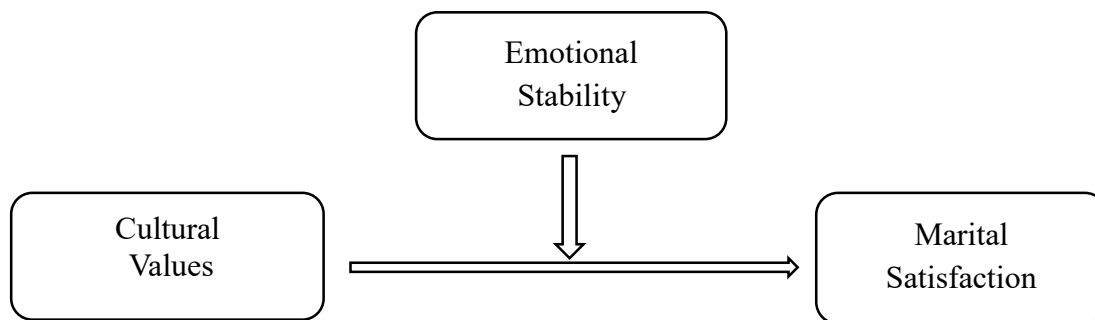 Emotional
Stability
Cultural
Values
Marital
Satisfaction